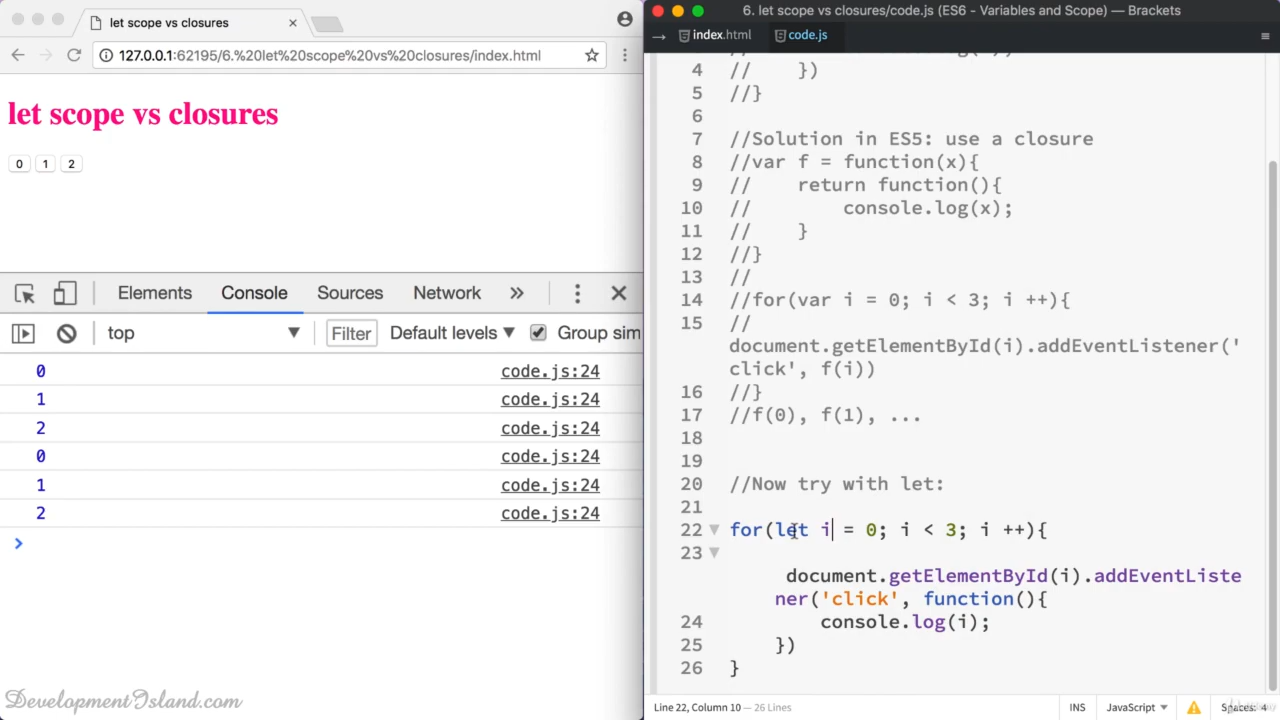 let scope vs closures
127.0.0.1:62195/6.%20let%20scope%20vs%20closures/index.html
let scope vs closures
0 1 2
Elements Console Sources Network »
top Filter Default levels Group sim
0 code.js:24
1 code.js:24
2 code.js:24
0 code.js:24
1 code.js:24
2 code.js:24
DevelopmentIsland.com
6. let scope vs closures/code.js (ES6 - Variables and Scope) — Brackets
index.html code.js
4 // })
5 //}
6
7 //Solution in ES5: use a closure
8 //var f = function(x){
9 // return function(){
10 // console.log(x);
11 // }
12 //}
13 //
14 //for(var i = 0; i < 3; i ++){
15 //
document.getElementById(i).addEventListener('
click', f(i))
16 //}
17 //f(0), f(1), ...
18
19
20 //Now try with let:
21
22 for(let i = 0; i < 3; i ++){
23
document.getElementById(i).addEventListe
ner('click', function(){
24 console.log(i);
25 })
26 }
Line 22, Column 10 — 26 Lines INS JavaScript Spaces: 4